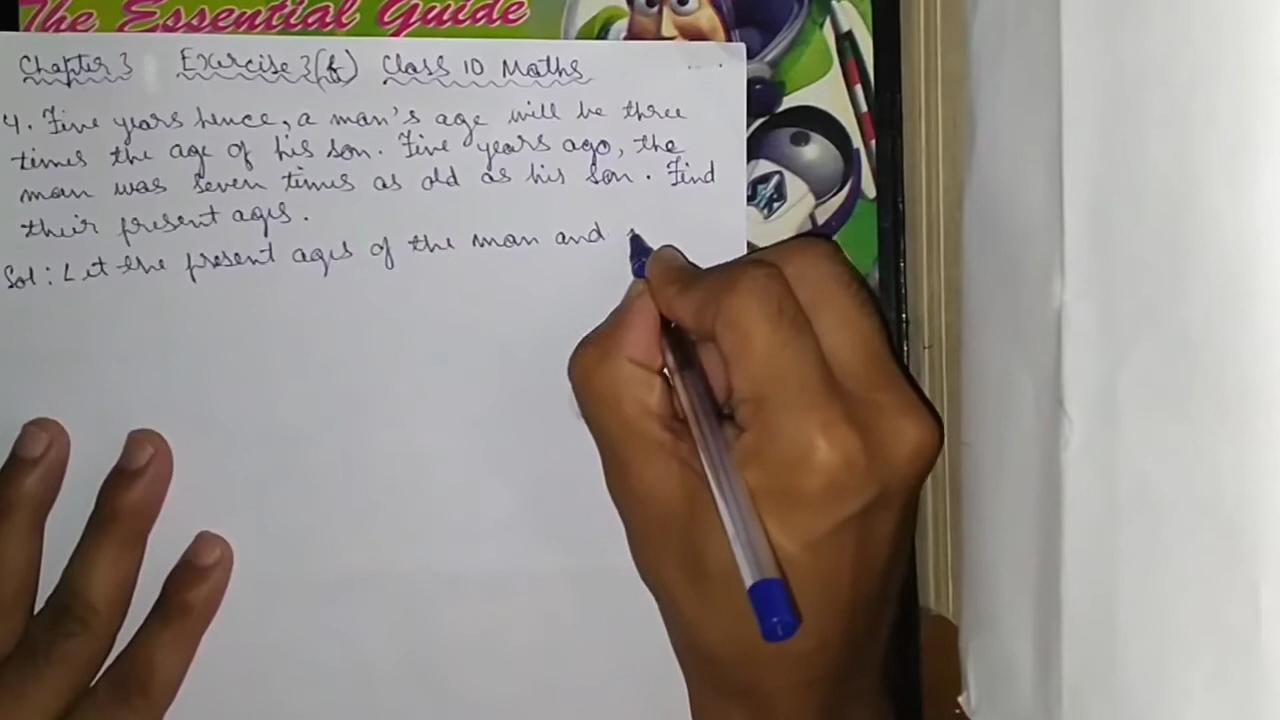 The Essential Guide
Chapter 3 Exercise 3(f) Class 10 Maths
4. Five years hence, a man's age will be three
times the age of his son. Five years ago, the
man was seven times as old as his son. Find
their present ages.
Sol: Let the present ages of the man and